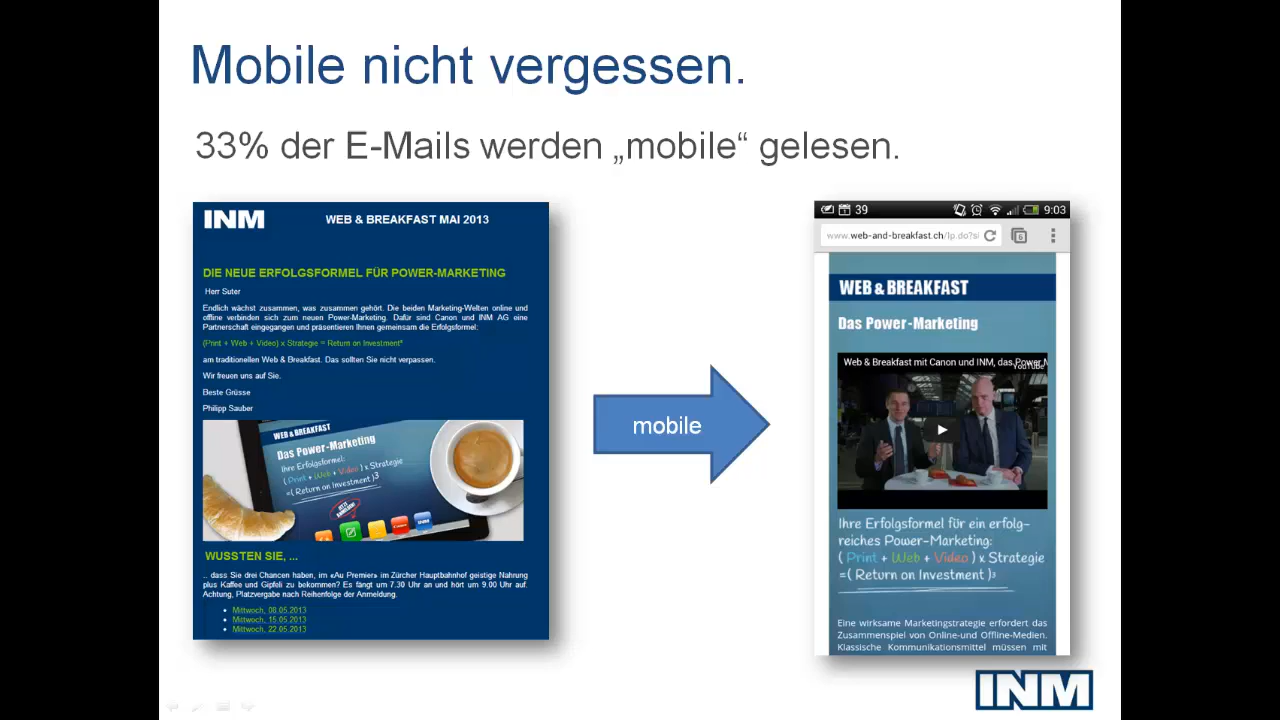 Mobile nicht vergessen.
33% der E-Mails werden „mobile“ gelesen.
INM
WEB & BREAKFAST MAI 2013
DIE NEUE ERFOLGSFORMEL FÜR POWER-MARKETING
Herr Suter
Endlich wächst zusammen, was zusammen gehört. Die beiden Marketing-Welten online und
offline verbinden sich zum neuen Power-Marketing. Dafür sind Canon und INM AG eine
Partnerschaft eingegangen und präsentieren Ihnen gemeinsam die Erfolgsformel:
(Print + Web + Video) x Strategie = Return on Investment³
am traditionellen Web & Breakfast. Das sollten Sie nicht verpassen.
Wir freuen uns auf Sie.
Beste Grüsse
Philipp Sauber
WEB & BREAKFAST
Das Power-Marketing
Ihre Erfolgsformel:
( Print + Web + Video ) x Strategie
=( Return on Investment )3
JETZT
WUSSTEN SIE, ...
.. dass Sie drei Chancen haben, im «Au Premier» im Zürcher Hauptbahnhof geistige Nahrung
plus Kaffee und Gipfeli zu bekommen? Es fängt um 7.30 Uhr an und hört um 9.00 Uhr auf.
Achtung, Platzvergabe nach Reihenfolge der Anmeldung.
• Mittwoch, 08.05.2013
• Mittwoch, 15.05.2013
• Mittwoch, 22.05.2013
mobile
39
9:03
www.web-and-breakfast.ch/lp.do?s
6
WEB & BREAKFAST
Das Power-Marketing
Web & Breakfast mit Canon und INM, das Power M
YouTube
Ihre Erfolgsformel für ein erfolg-
reiches Power-Marketing:
( Print + Web + Video ) x Strategie
=( Return on Investment )3
Eine wirksame Marketingstrategie erfordert das
Zusammenspiel von Online-und Offline-Medien.
Klassische Kommunikationsmittel müssen mit
INM